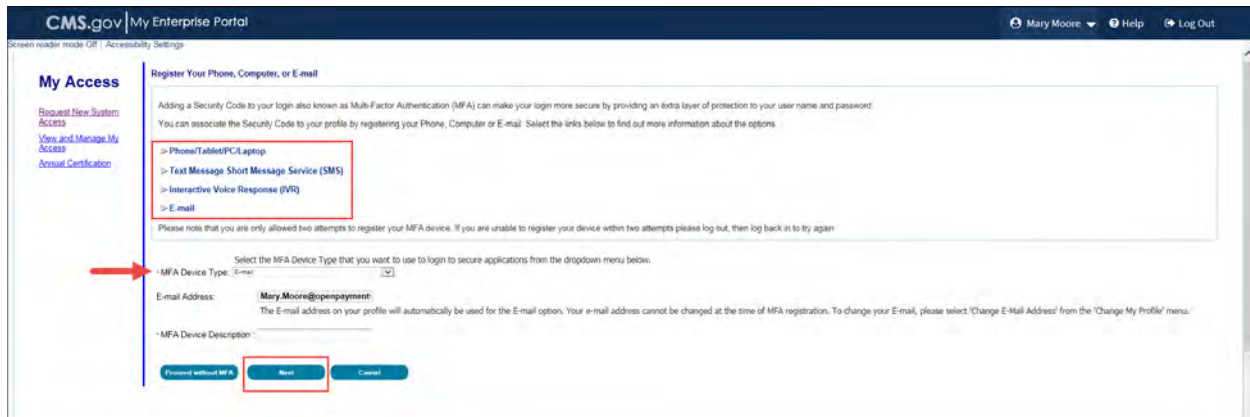 CMS.gov | My Enterprise Portal
Mary Moore Help Log Out
Screen reader mode Off | Accessibility Settings
My Access
Request New System
Access
View and Manage My
Access
Annual Certification
Register Your Phone, Computer, or E-mail
Adding a Security Code to your login also known as Multi-Factor Authentication (MFA) can make your login more secure by providing an extra layer of protection to your user name and password.
You can associate the Security Code to your profile by registering your Phone, Computer or E-mail. Select the links below to find out more information about the options.
Phone/Tablet/PC/Laptop
Text Message Short Message Service (SMS)
Interactive Voice Response (IVR)
E-mail
Please note that you are only allowed two attempts to register your MFA device. If you are unable to register your device within two attempts please log out, then log back in to try again
Select the MFA Device Type that you want to use to login to secure applications from the dropdown menu below.
MFA Device Type: E-mail
E-mail Address: Mary.Moore@openpayment
The E-mail address on your profile will automatically be used for the E-mail option. Your e-mail address cannot be changed at the time of MFA registration. To change your E-mail, please select 'Change E-Mail Address' from the 'Change My Profile' menu.
MFA Device Description:
Proceed without MFA Next Cancel